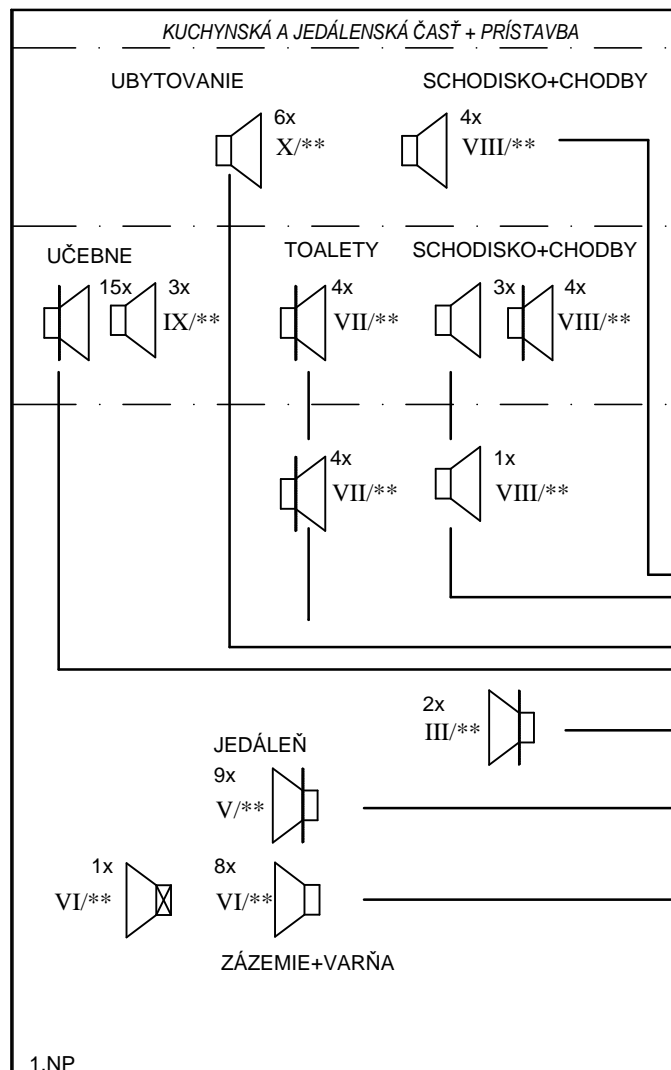 KUCHYNSKÁ A JEDÁLENSKÁ ČASŤ + PRÍSTAVBA
UBYTOVANIE SCHODISKO+CHODBY
6x 4x
X/** VIII/**
UČEBNE TOALETY SCHODISKO+CHODBY
15x 3x 4x 3x 4x
IX/** VII/** VIII/**
4x 1x
VII/** VIII/**
2x
III/**
JEDÁLEŇ
9x
V/**
1x 8x
VI/** VI/**
ZÁZEMIE+VARŇA
1.NP